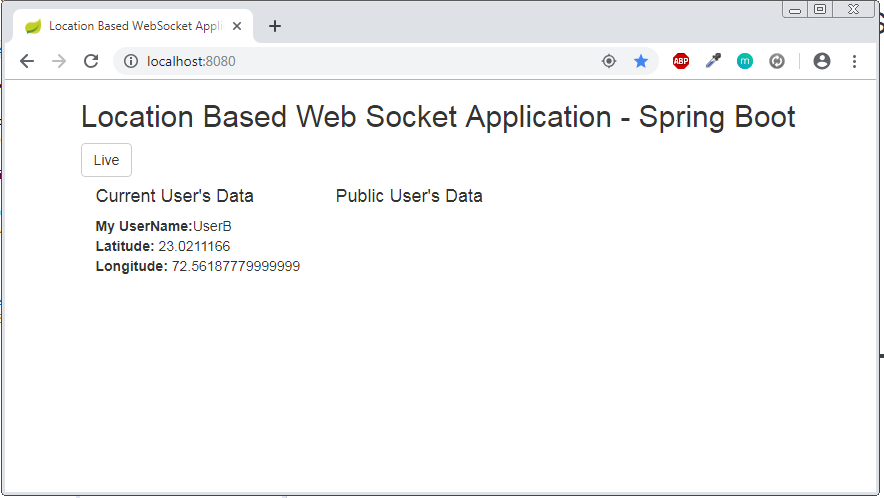 Location Based WebSocket Appli
localhost:8080
ABP
m
Location Based Web Socket Application - Spring Boot
Live
Current User's Data
Public User's Data
My UserName:UserB
Latitude: 23.0211166
Longitude: 72.56187779999999